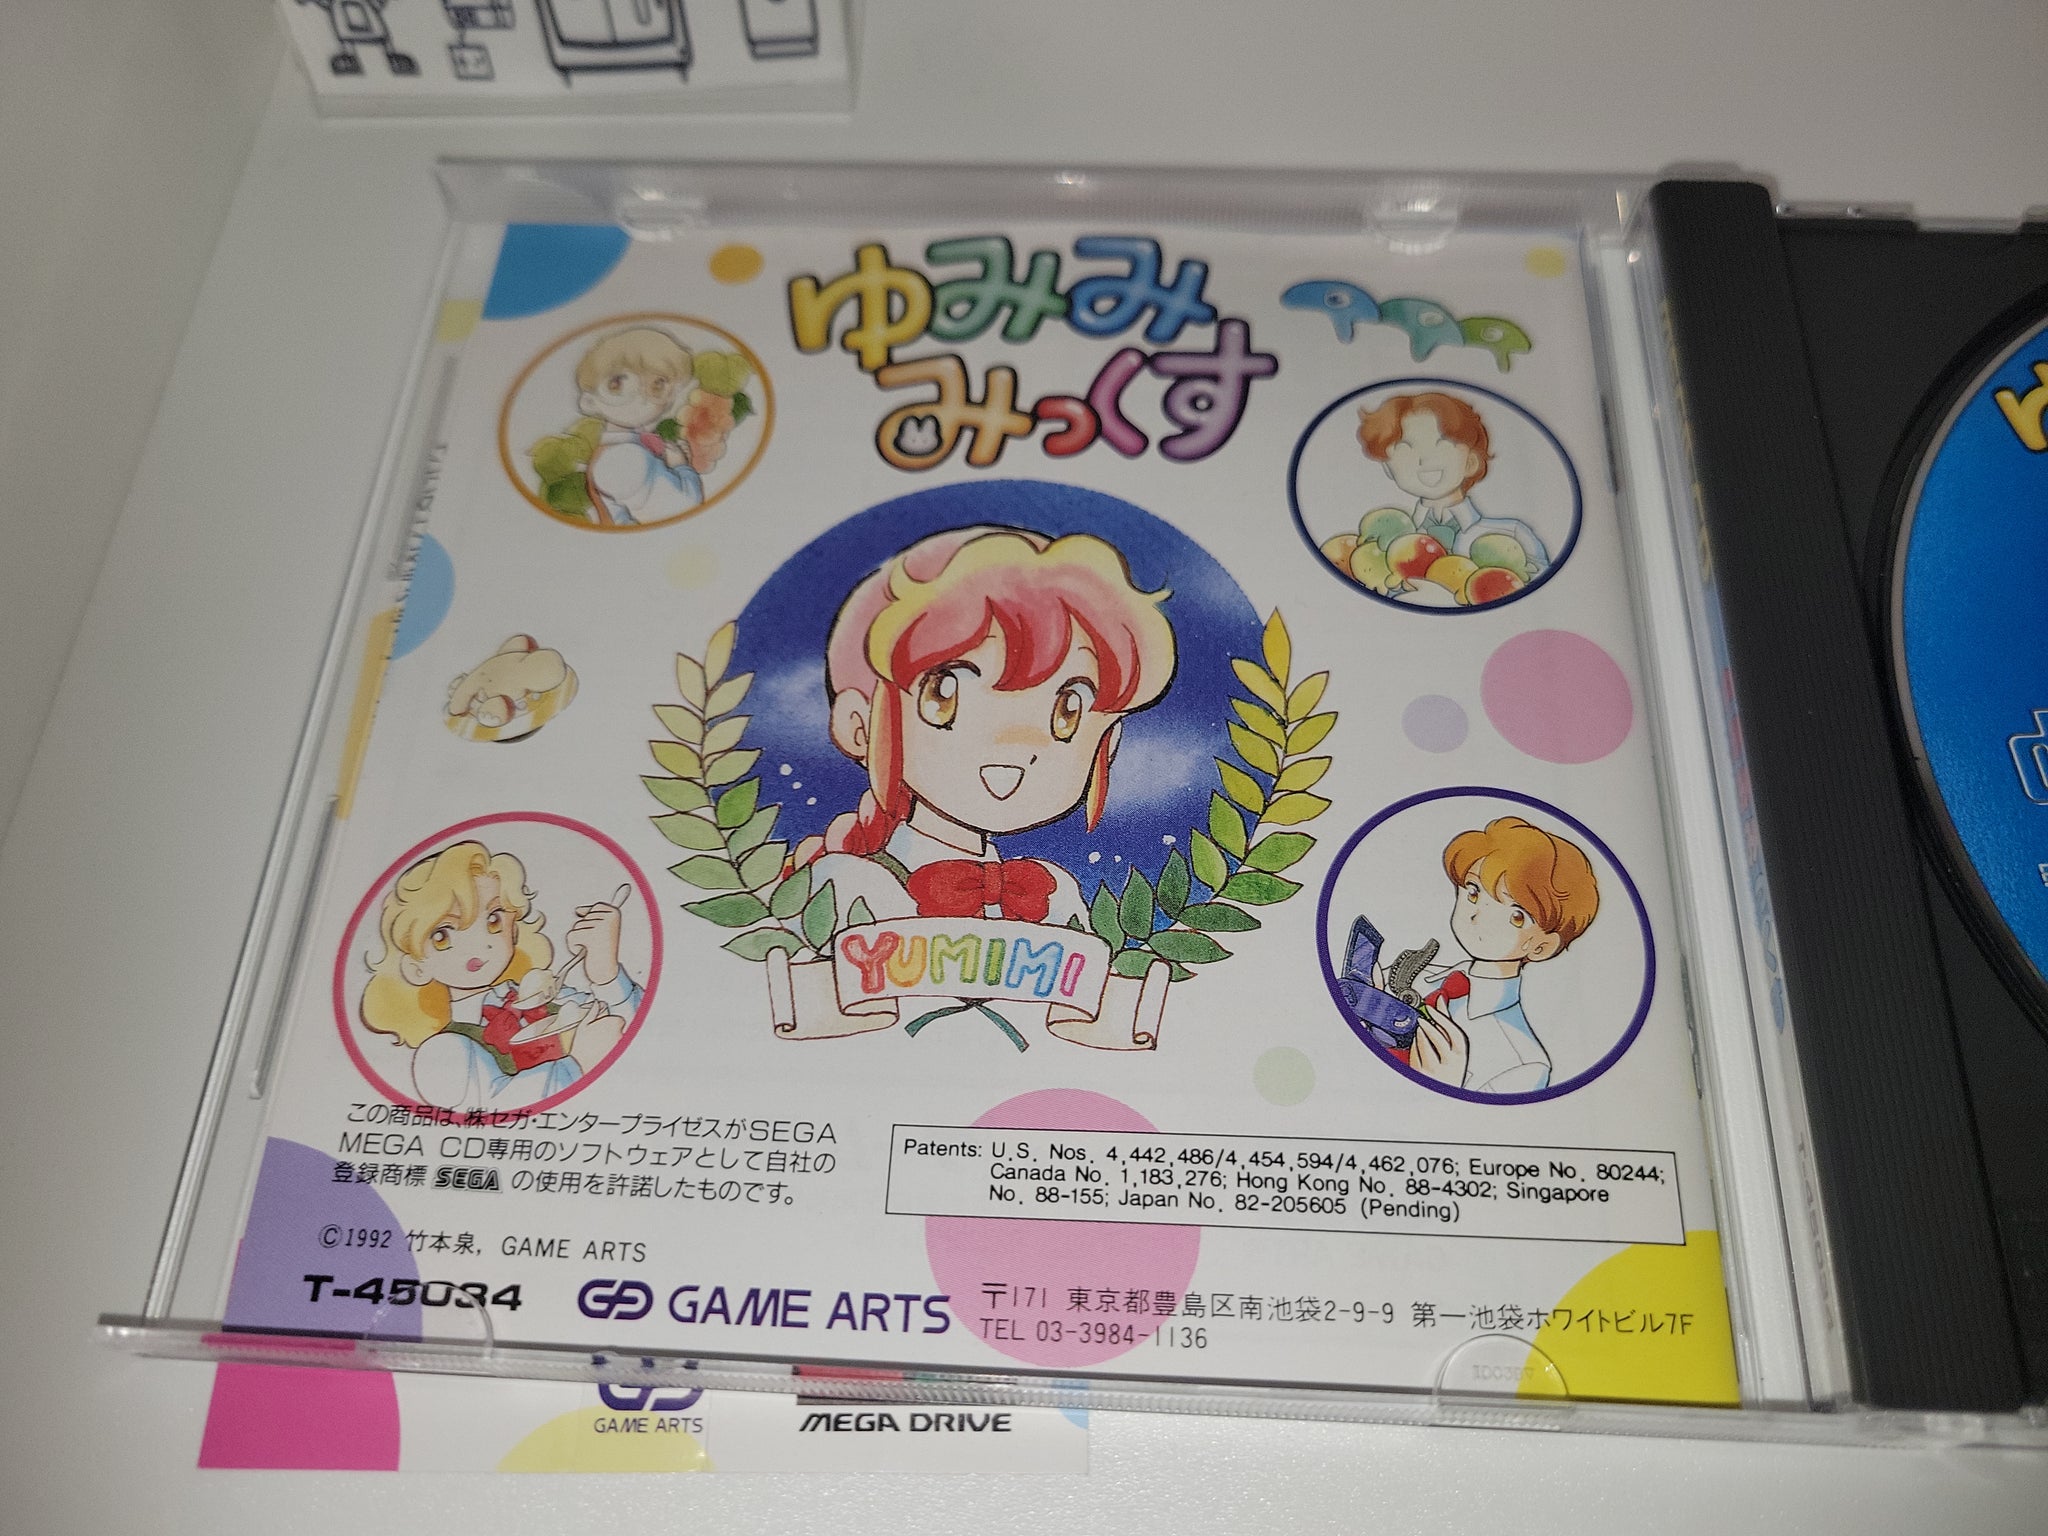 ゆみみ
みっくす
YUMIMI
この商品は、㈱セガ・エンタープライゼスがSEGA
MEGA CD専用のソフトウェアとして自社の
登録商標 SEGA の使用を許諾したものです。
Patents: U.S. Nos. 4,442,486/4,454,594/4,462,076; Europe No. 80244;
Canada No. 1,183,276; Hong Kong No. 88-4302; Singapore
No. 88-155; Japan No. 82-205605 (Pending)
©1992 竹本泉, GAME ARTS
T-45034
GAME ARTS
〒171 東京都豊島区南池袋2-9-9 第一池袋ホワイトビル7F
TEL 03-3984-1136
GAME ARTS
MEGA DRIVE
ゆ